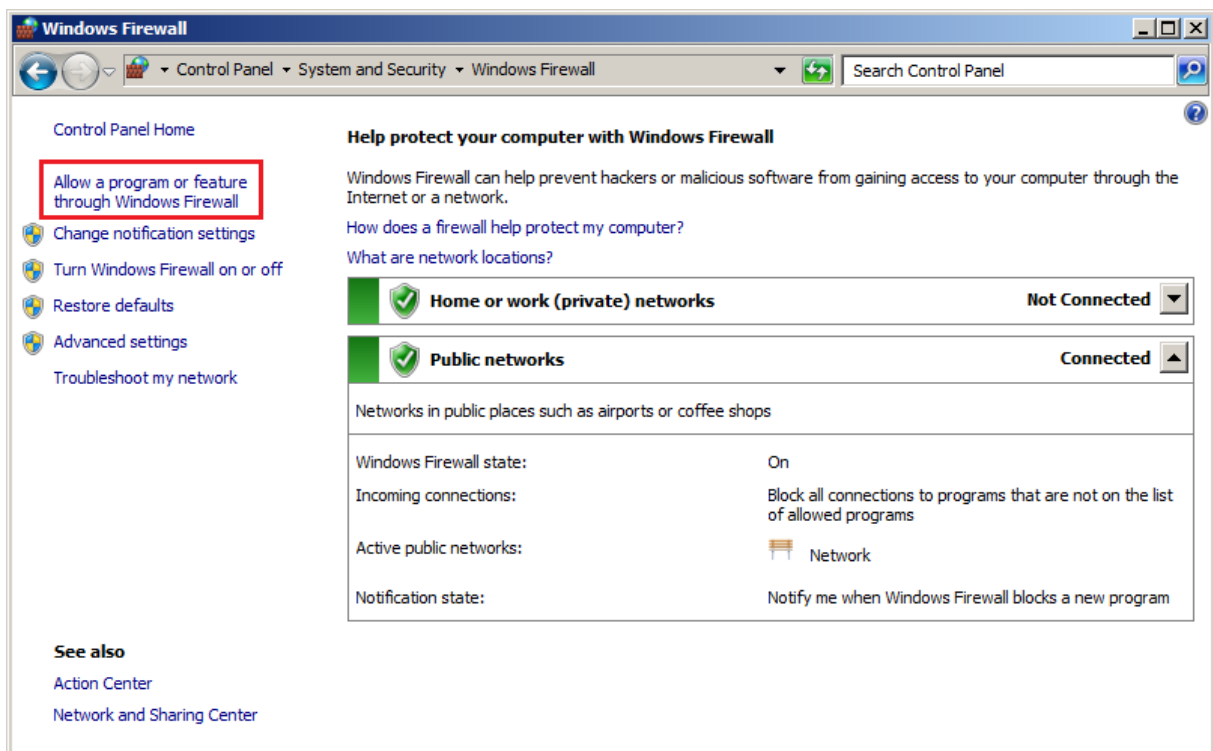 Windows Firewall
Control Panel System and Security Windows Firewall
Search Control Panel
Control Panel Home
Allow a program or feature
through Windows Firewall
Change notification settings
Turn Windows Firewall on or off
Restore defaults
Advanced settings
Troubleshoot my network
See also
Action Center
Network and Sharing Center
Help protect your computer with Windows Firewall
Windows Firewall can help prevent hackers or malicious software from gaining access to your computer through the
Internet or a network.
How does a firewall help protect my computer?
What are network locations?
Home or work (private) networks Not Connected
Public networks Connected
Networks in public places such as airports or coffee shops
Windows Firewall state: On
Incoming connections: Block all connections to programs that are not on the list
of allowed programs
Active public networks: Network
Notification state: Notify me when Windows Firewall blocks a new program